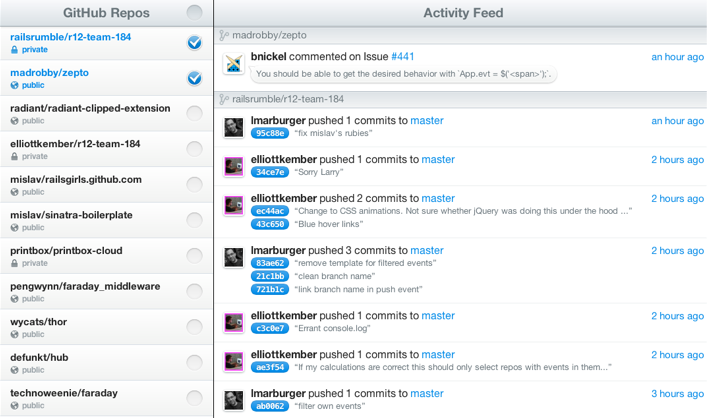 GitHub Repos
railsrumble/r12-team-184
private
madrobby/zepto
public
radiant/radiant-clipped-extension
public
elliottkember/r12-team-184
private
mislav/railsgirls.github.com
public
mislav/sinatra-boilerplate
public
printbox/printbox-cloud
private
pengwynn/faraday_middleware
public
wycats/thor
public
defunkt/hub
public
technoweenie/faraday
public
Activity Feed
madrobby/zepto
bnickel commented on Issue #441 an hour ago
You should be able to get the desired behavior with `App.evt = $('<span>');`.
railsrumble/r12-team-184
lmarburger pushed 1 commits to master an hour ago
95c88e “fix mislav's rubies”
elliottkember pushed 1 commits to master 2 hours ago
34ce7e “Sorry Larry”
elliottkember pushed 2 commits to master 2 hours ago
ec44ac “Change to CSS animations. Not sure whether jQuery was doing this under the hood ...”
43c650 “Blue hover links”
lmarburger pushed 3 commits to master 2 hours ago
83ae62 “remove template for filtered events”
21c1bb “clean branch name”
721b1c “link branch name in push event”
elliottkember pushed 1 commits to master 2 hours ago
c3c0e7 “Errant console.log”
elliottkember pushed 1 commits to master 2 hours ago
ae3f54 “If my calculations are correct this should only select repos with events in them...”
lmarburger pushed 1 commits to master 3 hours ago
ab0062 “filter own events”